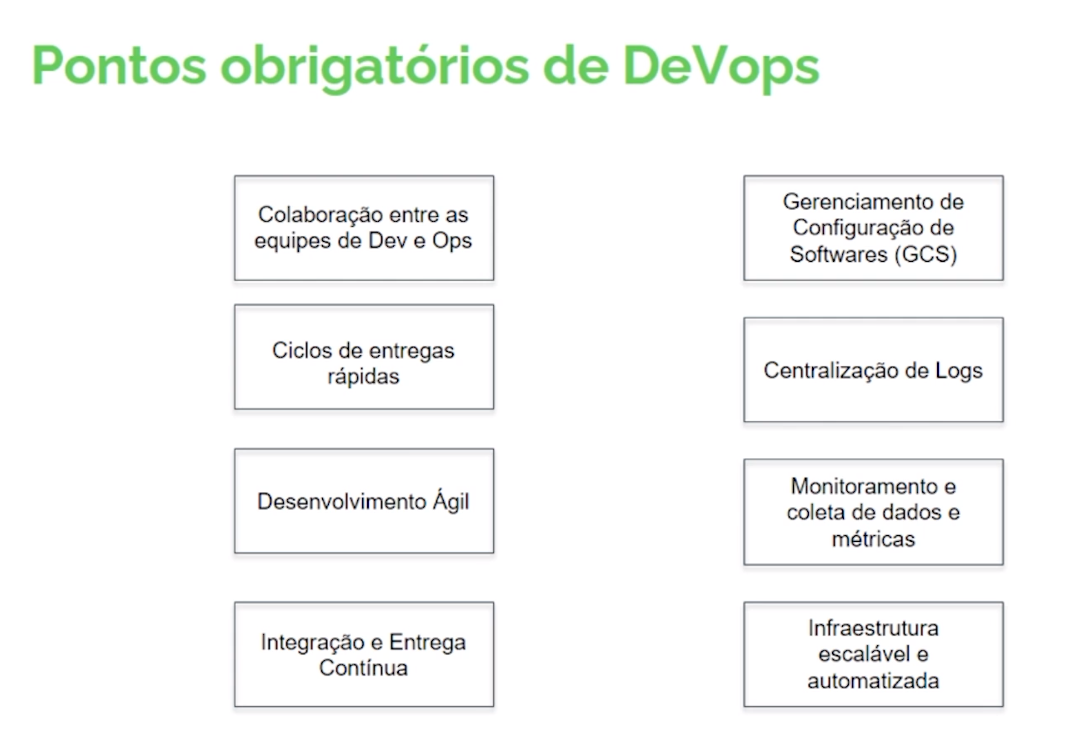 Pontos obrigatórios de DeVops
Colaboração entre as
equipes de Dev e Ops
Ciclos de entregas
rápidas
Desenvolvimento Ágil
Integração e Entrega
Contínua
Gerenciamento de
Configuração de
Softwares (GCS)
Centralização de Logs
Monitoramento e
coleta de dados e
métricas
Infraestrutura
escalável e
automatizada